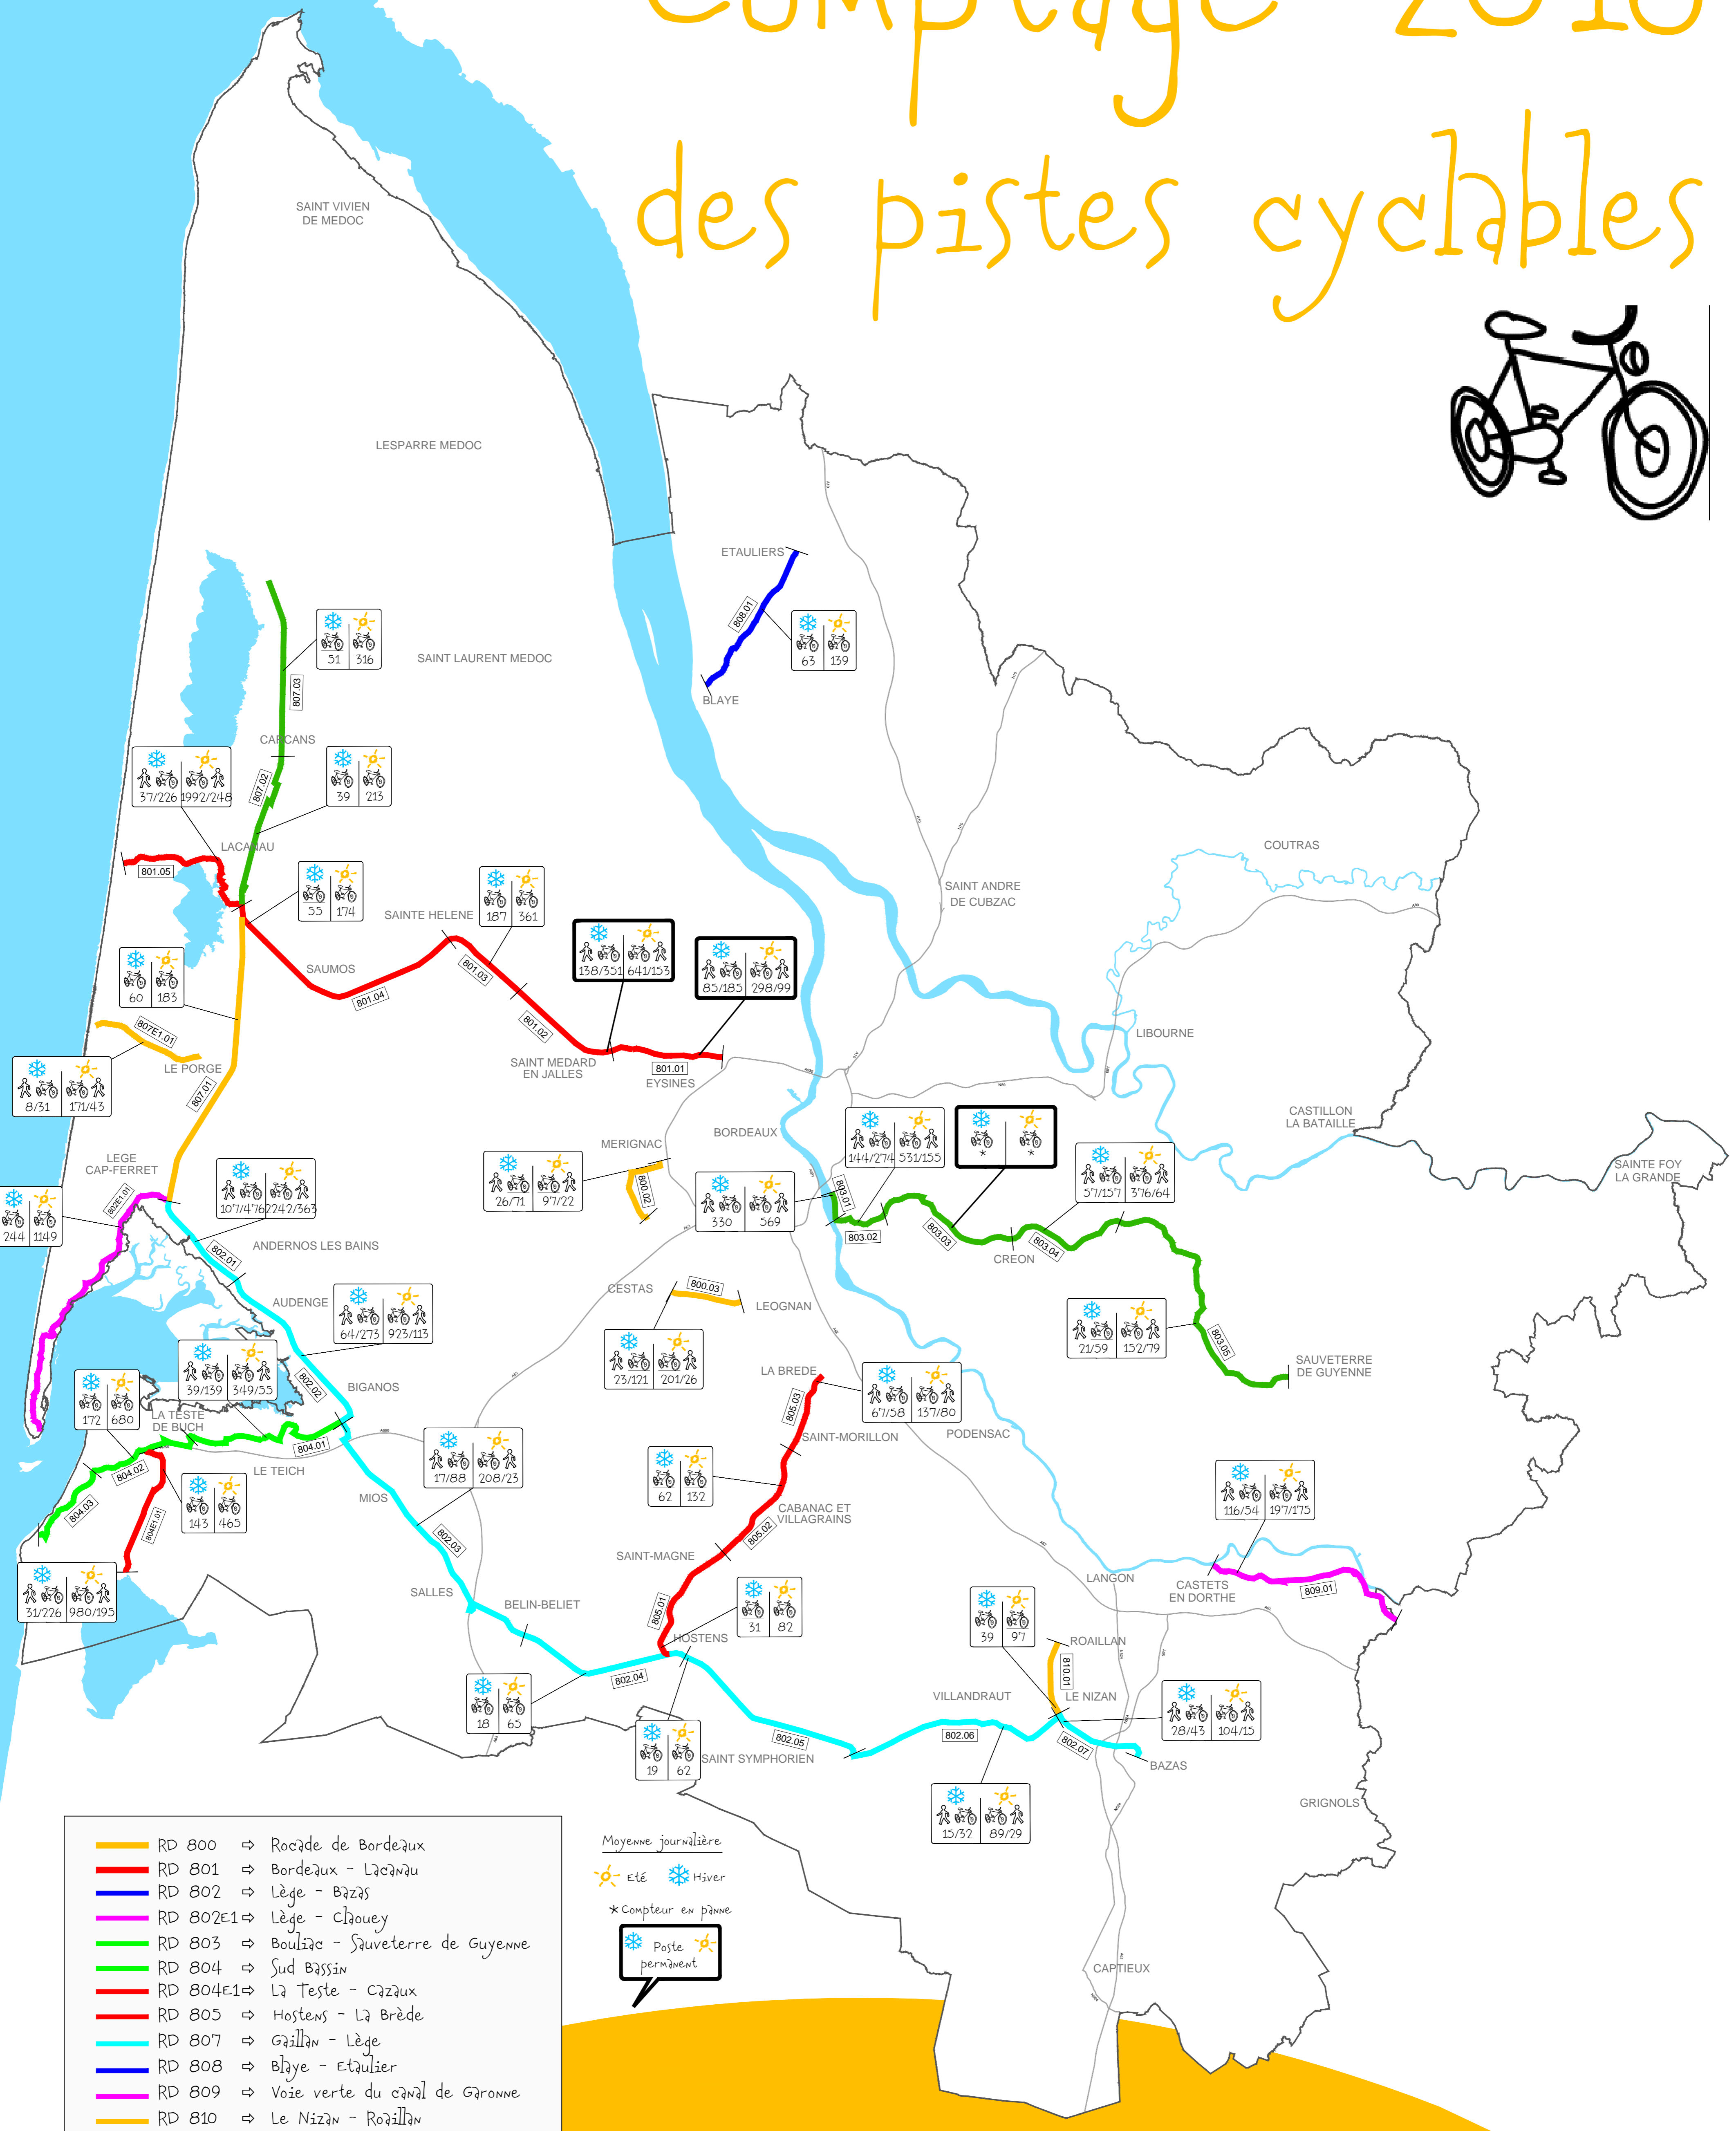 Comptage 2016
des pistes cyclables
SAINT VIVIEN
DE MEDOC
LESPARRE MEDOC
ETAULIERS
808.01
63 139
BLAYE
51 316
SAINT LAURENT MEDOC
807.03
CARCANS
37/226 1992/248
807.02
39 213
LACANAU
801.05
55 174
SAINTE HELENE
187 361
COUTRAS
SAINT ANDRE
DE CUBZAC
138/351 641/153
85/185 298/99
SAUMOS
801.04
801.03
801.02
60 183
807E1.01
LE PORGE
8/31 171/43
807.01
SAINT MEDARD
EN JALLES
801.01
EYSINES
LIBOURNE
CASTILLON
LA BATAILLE
SAINTE FOY
LA GRANDE
BORDEAUX
MERIGNAC
144/274 531/155
* *
57/157 376/64
26/71 97/22
800.02
330 569
803.01
803.02
803.03
CREON
803.04
LEGE
CAP-FERRET
802E1.01
107/476 2242/363
244 1149
802.01
ANDERNOS LES BAINS
AUDENGE
64/273 923/113
CESTAS
800.03
LEOGNAN
23/121 201/26
21/59 152/79
803.05
SAUVETERRE
DE GUYENNE
39/139 349/55
802.02
BIGANOS
172 680
LA TESTE
DE BUCH
804.01
LE TEICH
804.02
804.03
804E1.01
143 465
31/226 980/195
LA BREDE
805.03
67/58 137/80
SAINT-MORILLON
PODENSAC
17/88 208/23
MIOS
802.03
62 132
CABANAC ET
VILLAGRAINS
805.02
SAINT-MAGNE
116/54 197/175
LANGON
CASTETS
EN DORTHE
809.01
SALLES
BELIN-BELIET
805.01
31 82
HOSTENS
39 97
ROAILLAN
810.01
802.04
18 65
VILLANDRAUT
LE NIZAN
28/43 104/15
19 62
802.05
SAINT SYMPHORIEN
802.06
802.07
BAZAS
15/32 89/29
GRIGNOLS
CAPTIEUX
RD 800 ⇨ Rocade de Bordeaux
RD 801 ⇨ Bordeaux - Lacanau
RD 802 ⇨ Lège - Bazas
RD 802E1⇨ Lège - Claouey
RD 803 ⇨ Bouliac - Sauveterre de Guyenne
RD 804 ⇨ Sud Bassin
RD 804E1⇨ La Teste - Cazaux
RD 805 ⇨ Hostens - La Brède
RD 807 ⇨ Gaillan - Lège
RD 808 ⇨ Blaye - Etaulier
RD 809 ⇨ Voie verte du canal de Garonne
RD 810 ⇨ Le Nizan - Roaillan
Moyenne journalière
Eté Hiver
* Compteur en panne
Poste
permanent